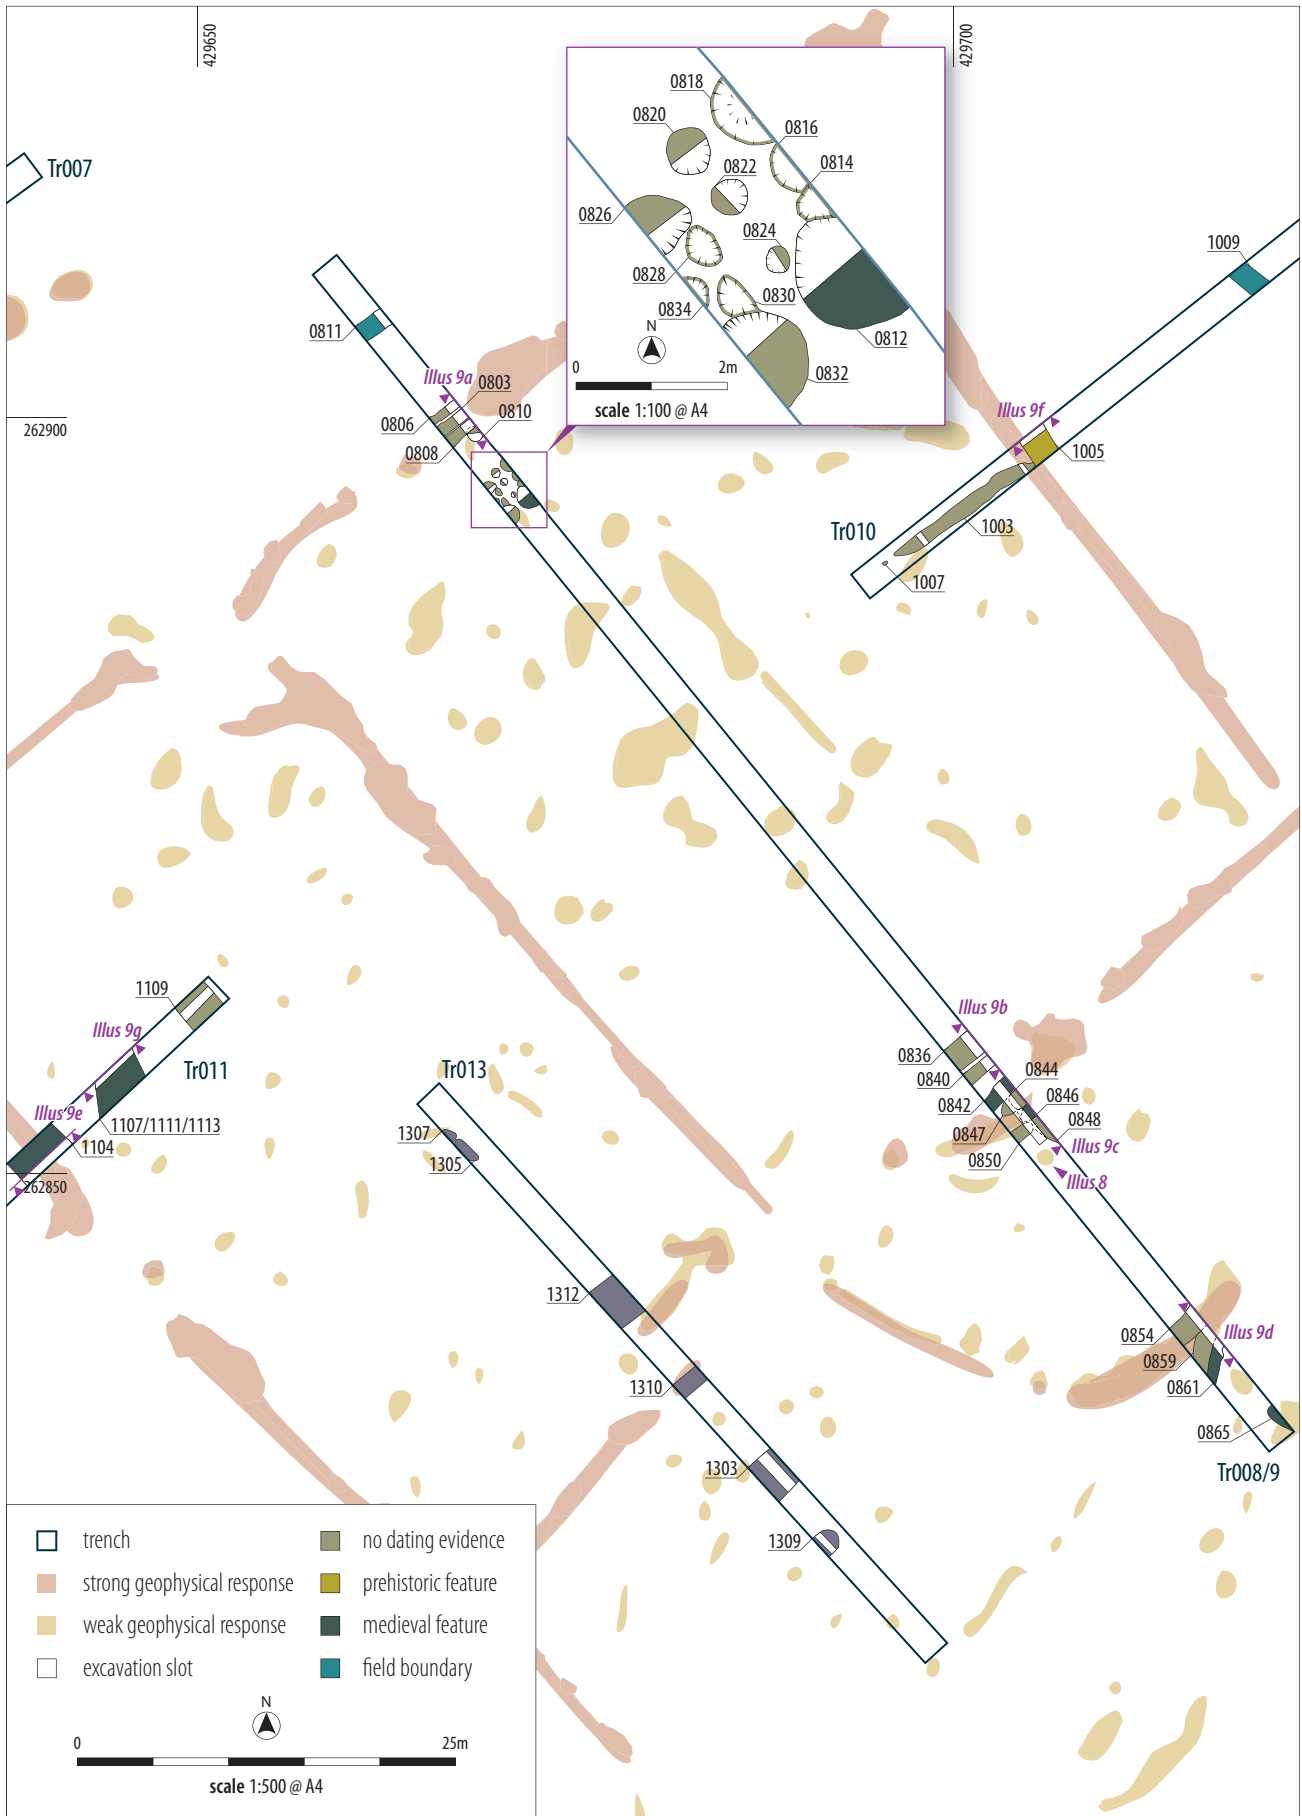 429650
429700
0818
0820
0816
0822
0814
0826
0824
0828
0830
0834
0812
0832
N
0
2m
scale 1:100 @ A4
Tr007
1009
0811
Illus 9a
0803
0810
0806
0808
262900
Illus 9f
1005
Tr010
1003
1007
1109
Illus 9g
Tr011
Illus 9e
1107/1111/1113
1104
262850
Tr013
1307
1305
Illus 9b
0836
0840
0844
0842
0846
0847
0848
0850
Illus 9c
Illus 8
1312
0854
Illus 9d
0859
0861
1310
0865
1303
Tr008/9
1309
trench
strong geophysical response
weak geophysical response
excavation slot
no dating evidence
prehistoric feature
medieval feature
field boundary
N
0
25m
scale 1:500 @ A4